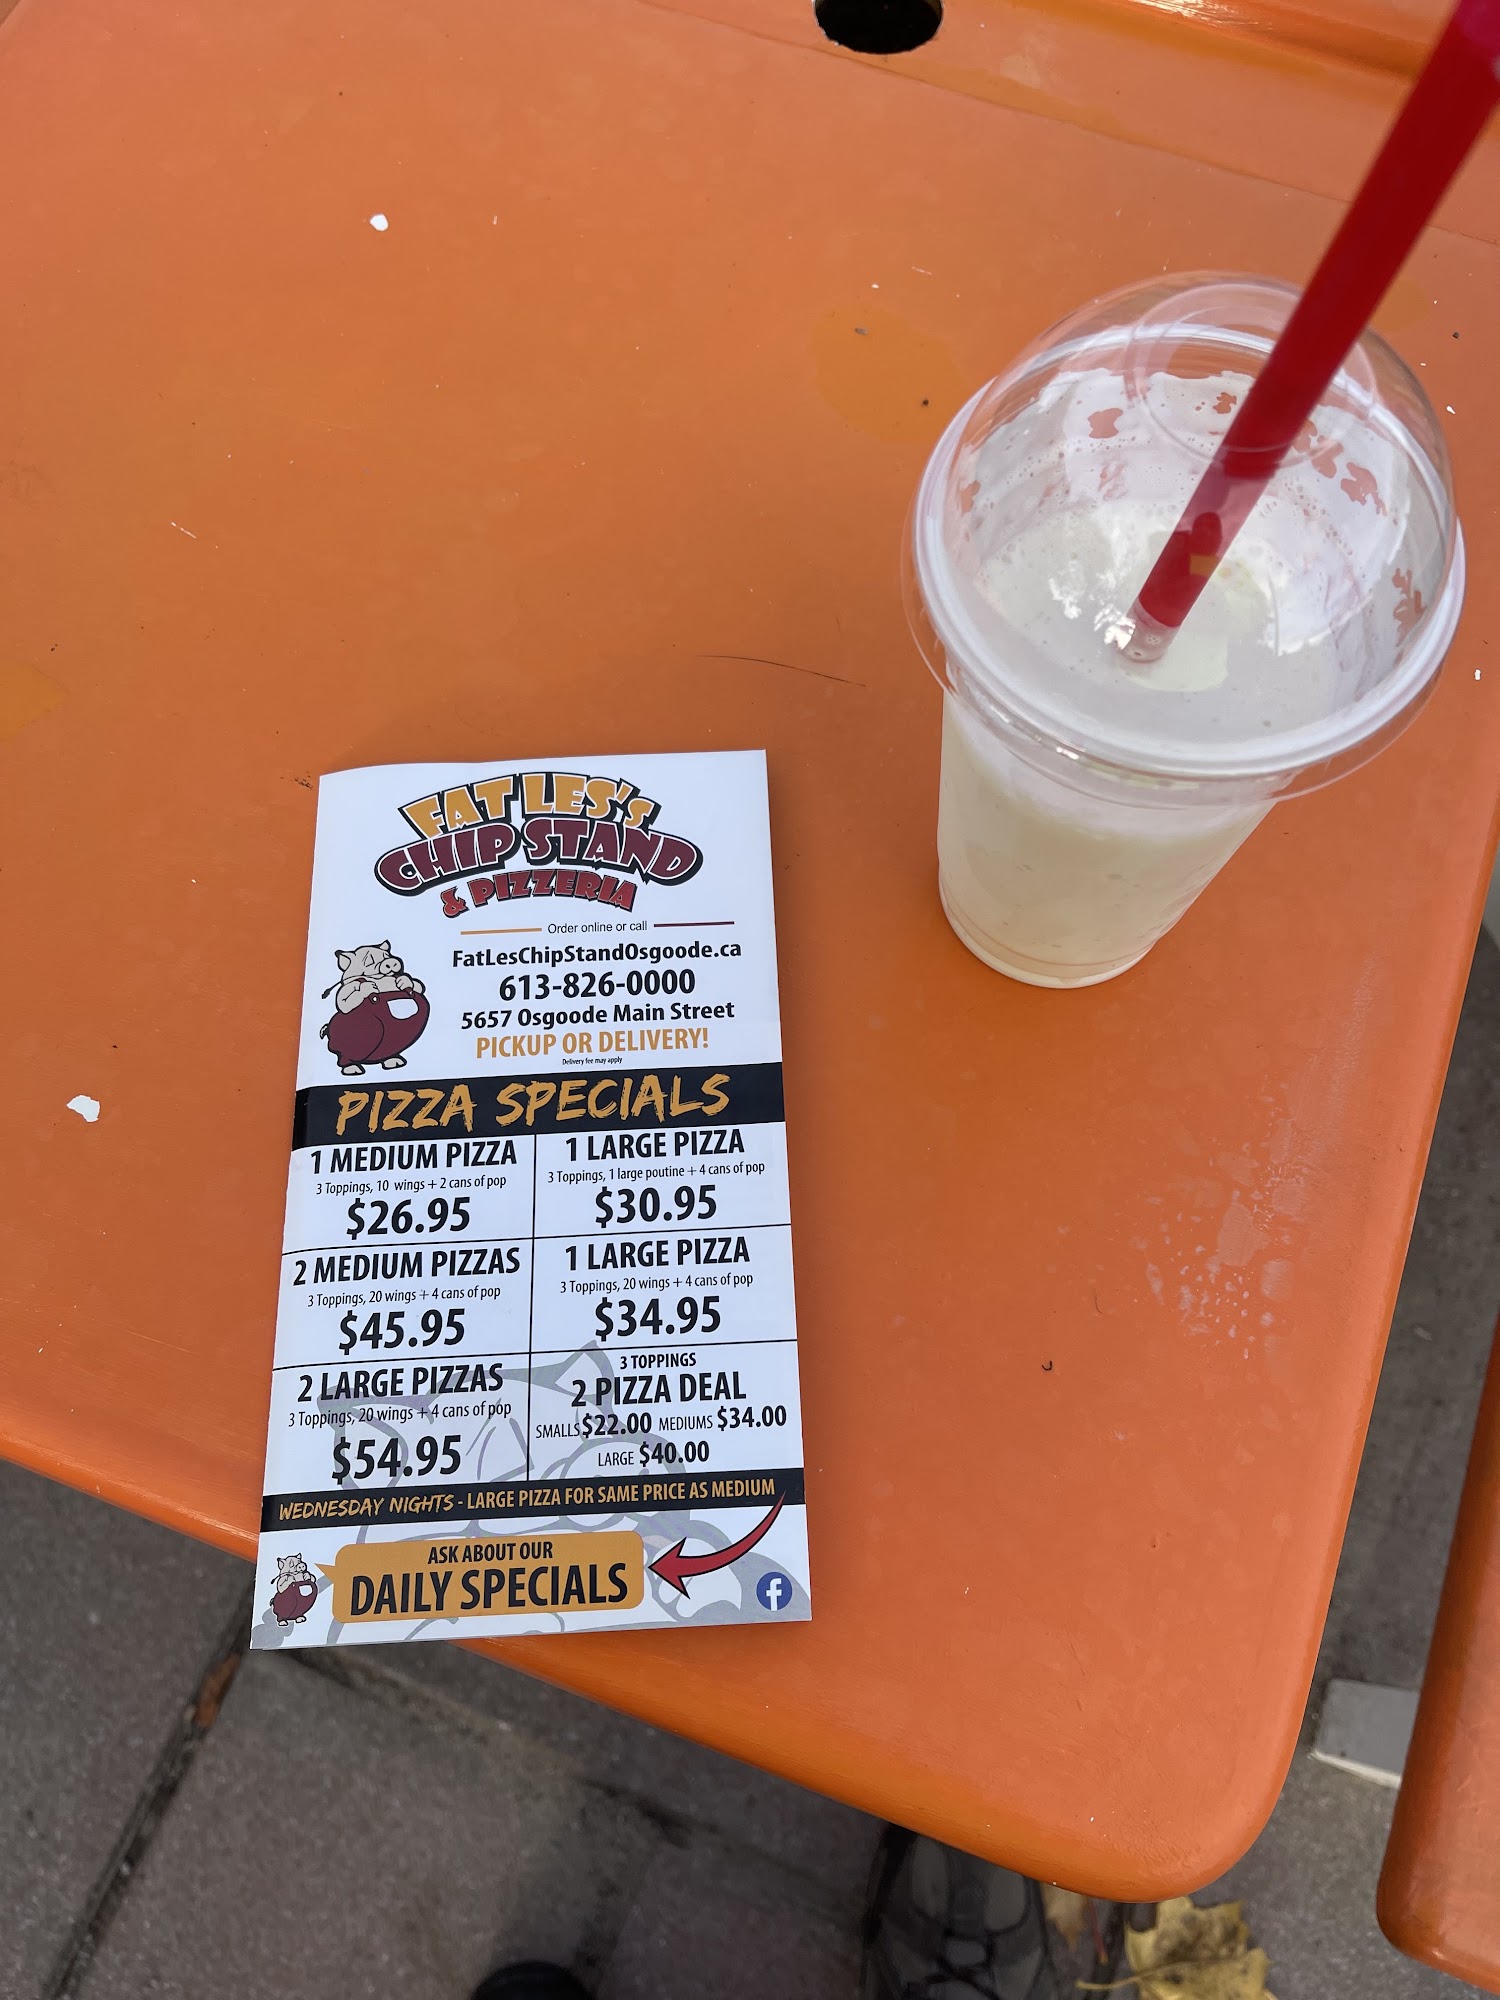 FAT LES'S
CHIP STAND
& PIZZERIA
Order online or call
FatLesChipStandOsgoode.ca
613-826-0000
5657 Osgoode Main Street
PICKUP OR DELIVERY!
Delivery fee may apply
PIZZA SPECIALS
1 MEDIUM PIZZA
3 Toppings, 10 wings + 2 cans of pop
$26.95
1 LARGE PIZZA
3 Toppings, 1 large poutine + 4 cans of pop
$30.95
2 MEDIUM PIZZAS
3 Toppings, 20 wings + 4 cans of pop
$45.95
1 LARGE PIZZA
3 Toppings, 20 wings + 4 cans of pop
$34.95
2 LARGE PIZZAS
3 Toppings, 20 wings + 4 cans of pop
$54.95
3 TOPPINGS
2 PIZZA DEAL
SMALLS $22.00 MEDIUMS $34.00
LARGE $40.00
WEDNESDAY NIGHTS - LARGE PIZZA FOR SAME PRICE AS MEDIUM
ASK ABOUT OUR
DAILY SPECIALS
f